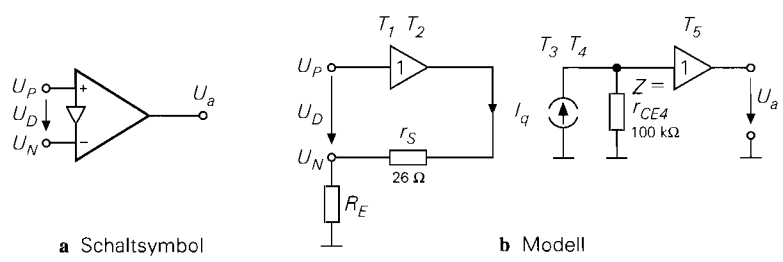 U_P
+
U_D
U_N
−
U_a
a Schaltsymbol
T_1 T_2
U_P
1
U_D
U_N
r_S
26 Ω
R_E
T_3 T_4
T_5
I_q
Z =
r_CE4
100 kΩ
1
U_a
b Modell